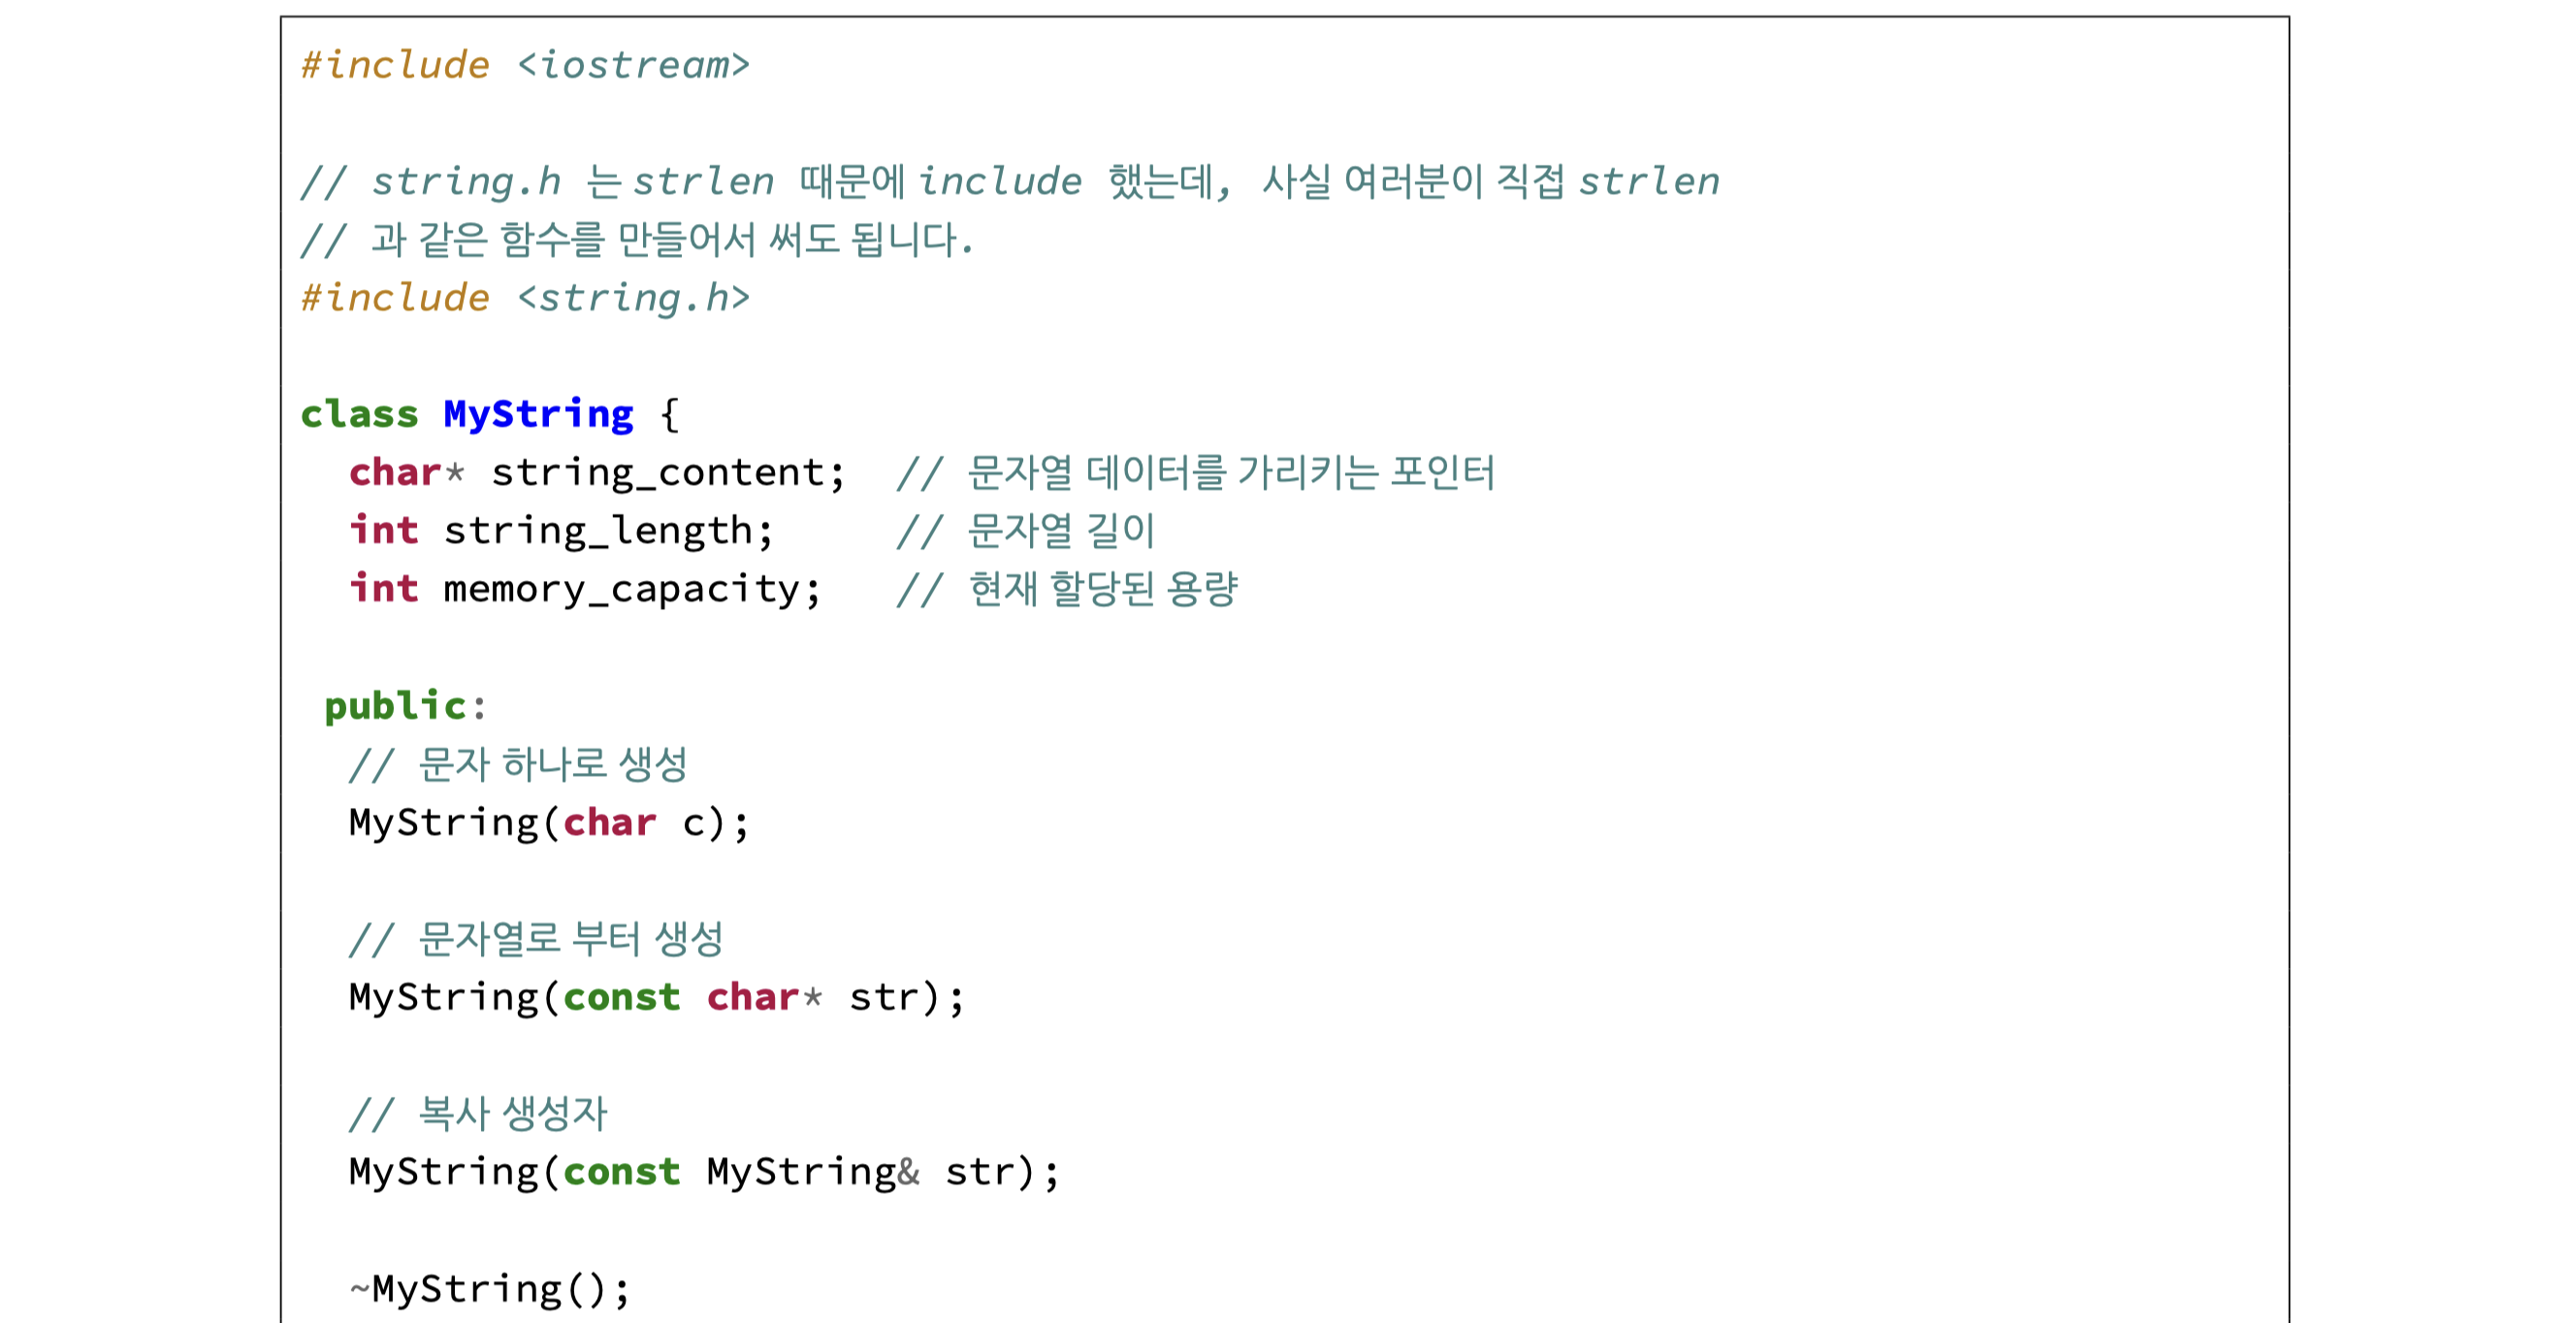 #include <iostream>
// string.h 는 strlen 때문에 include 했는데, 사실 여러분이 직접 strlen
// 과 같은 함수를 만들어서 써도 됩니다.
#include <string.h>
class MyString {
char* string_content; // 문자열 데이터를 가리키는 포인터
int string_length; // 문자열 길이
int memory_capacity; // 현재 할당된 용량
public:
// 문자 하나로 생성
MyString(char c);
// 문자열로 부터 생성
MyString(const char* str);
// 복사 생성자
MyString(const MyString& str);
~MyString();